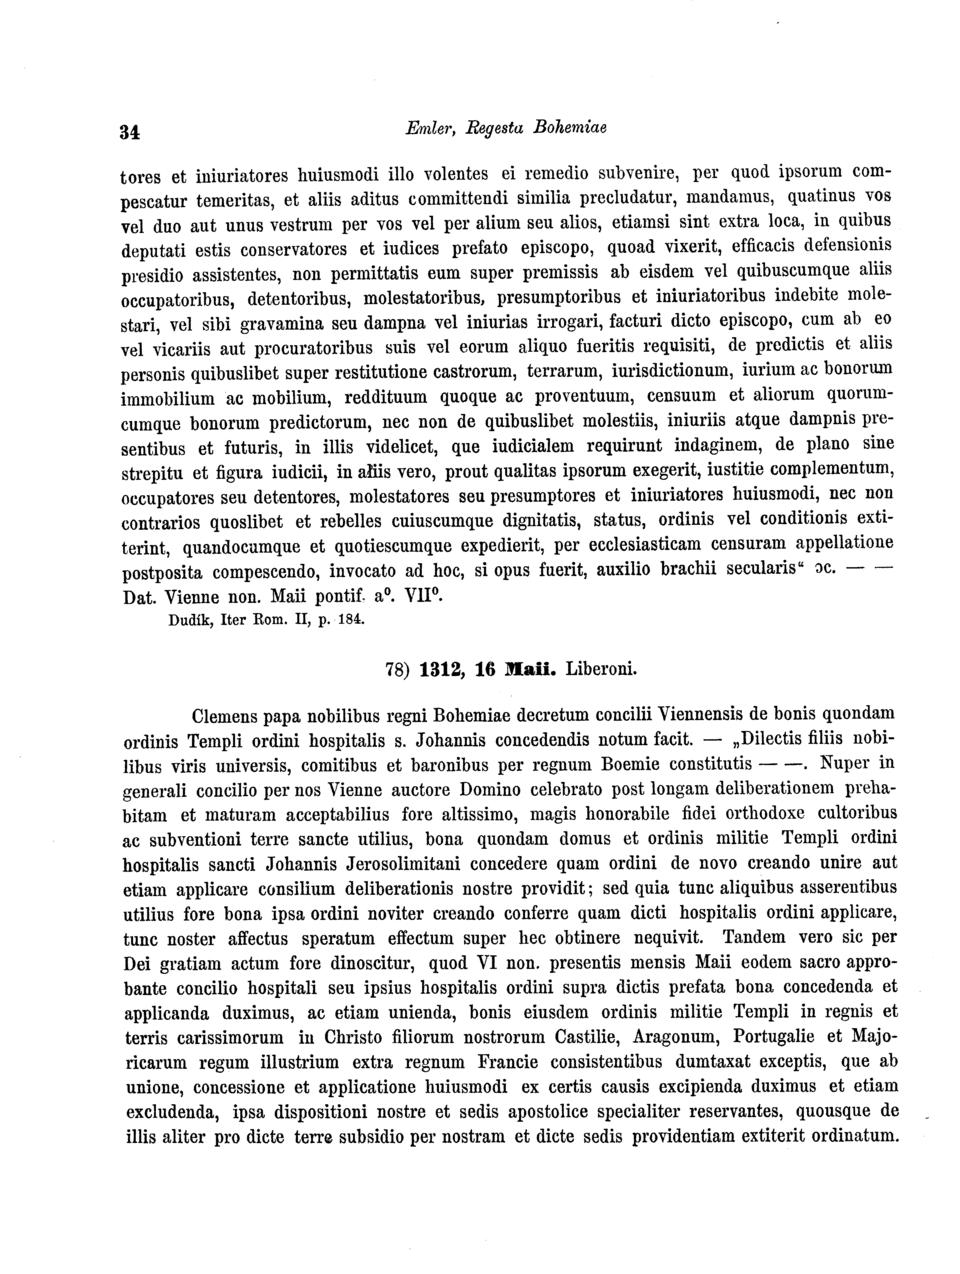 34
Emler, Regesta Bohemiae
tores et iniuriatores huiusmodi illo volentes ei remedio subvenire, per quod ipsorum com-
pescatur temeritas, et aliis aditus committendi similia precludatur, mandamus, quatinus vos
vel duo aut unus vestrum per vos vel per alium seu alios, etiamsi sint extra loca, in quibus
deputati estis conservatores et iudices prefato episcopo, quoad vixerit, efficacis defensionis
presidio assistentes, non permittatis eum super premissis ab eisdem vel quibuscumque aliis
occupatoribus, detentoribus, molestatoribus, presumptoribus et iniuriatoribus indebite mole-
stari, vel sibi gravamina seu dampna vel iniurias irrogari, facturi dicto episcopo, cum ab eo
vel vicariis aut procuratoribus suis vel eorum aliquo fueritis requisiti, de predictis et aliis
personis quibuslibet super restitutione castrorum, terrarum, iurisdictionum, iurium ac bonorum
immobilium ac mobilium,reddituum quoque ac proventuum, censuum et aliorum quorum-
cumque bonorum predictorum, nec non de quibuslibet molestiis, iniuriis atque dampnis pre-
sentibus et futuris, in illis videlicet, que iudicialem requirunt indaginem, de plano sine
strepitu et figura iudicii, in aliis vero, prout qualitas ipsorum exegerit, iustitie complementum,
occupatores seu detentores, molestatores seu presumptores et iniuriatores huiusmodi, nec non
contrarios quoslibet et rebelles cuiuscumque dignitatis, status, ordinis vel conditionis exti-
terint, quandocumque et quotiescumque expedierit, per ecclesiasticam censuram appellatione
postposita compescendo, invocato ad hoc, si opus fuerit, auxilio brachii secularis“ ɔc. — —
Dat. Vienne non. Maii pontif. a⁰. VII⁰.
Dudík, Iter Rom. II, p. 184.
78) 1312, 16 Maii. Liberoni.
Clemens papa nobilibus regni Bohemiae decretum concilii Viennensis de bonis quondam
ordinis Templi ordini hospitalis s. Johannis concedendis notum facit. — „Dilectis filiis nobi-
libus viris universis, comitibus et baronibus per regnum Boemie constitutis — —. Nuper in
generali concilio per nos Vienne auctore Domino celebrato post longam deliberationem preha-
bitam et maturam acceptabilius fore altissimo, magis honorabile fidei orthodoxe cultoribus
ac subventioni terre sancte utilius, bona quondam domus et ordinis militie Templi ordini
hospitalis sancti Johannis Jerosolimitani concedere quam ordini de novo creando unire aut
etiam applicare consilium deliberationis nostre providit; sed quia tunc aliquibus asserentibus
utilius fore bona ipsa ordini noviter creando conferre quam dicti hospitalis ordini applicare,
tunc noster affectus speratum effectum super hec obtinere nequivit. Tandem vero sic per
Dei gratiam actum fore dinoscitur, quod VI non. presentis mensis Maii eodem sacro appro-
bante concilio hospitali seu ipsius hospitalis ordini supra dictis prefata bona concedenda et
applicanda duximus, ac etiam unienda, bonis eiusdem ordinis militie Templi in regnis et
terris carissimorum in Christo filiorum nostrorum Castilie, Aragonum, Portugalie et Majo-
ricarum regum illustrium extra regnum Francie consistentibus dumtaxat exceptis, que ab
unione, concessione et applicatione huiusmodi ex certis causis excipienda duximus et etiam
excludenda, ipsa dispositioni nostre et sedis apostolice specialiter reservantes, quousque de
illis aliter pro dicte terre subsidio per nostram et dicte sedis providentiam extiterit ordinatum.